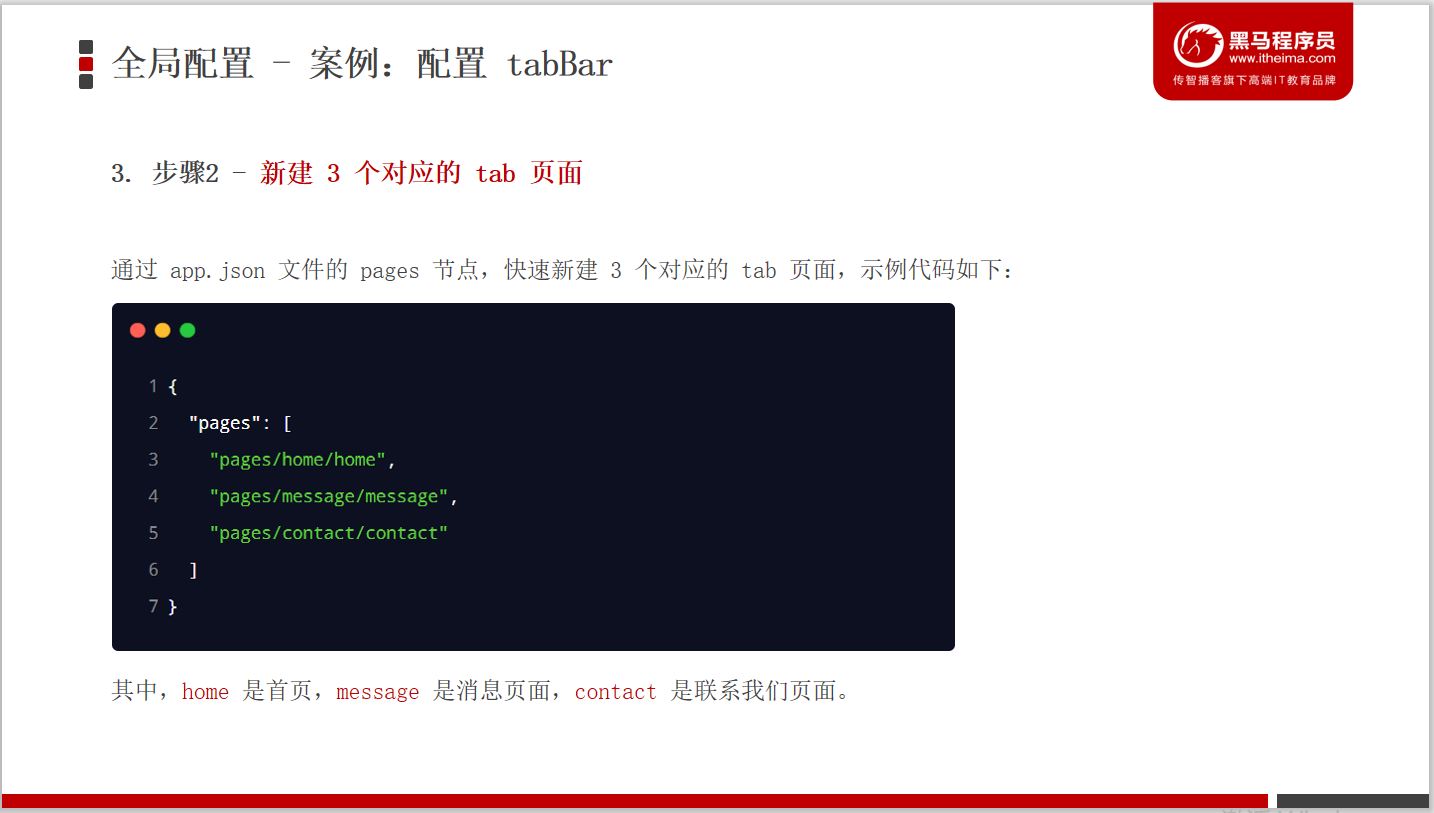 全局配置 - 案例：配置 tabBar
黑马程序员
www.itheima.com
传智播客旗下高端IT教育品牌
3. 步骤2 - 新建 3 个对应的 tab 页面
通过 app.json 文件的 pages 节点，快速新建 3 个对应的 tab 页面，示例代码如下：
1 {
2   "pages": [
3     "pages/home/home",
4     "pages/message/message",
5     "pages/contact/contact"
6   ]
7 }
其中，home 是首页，message 是消息页面，contact 是联系我们页面。